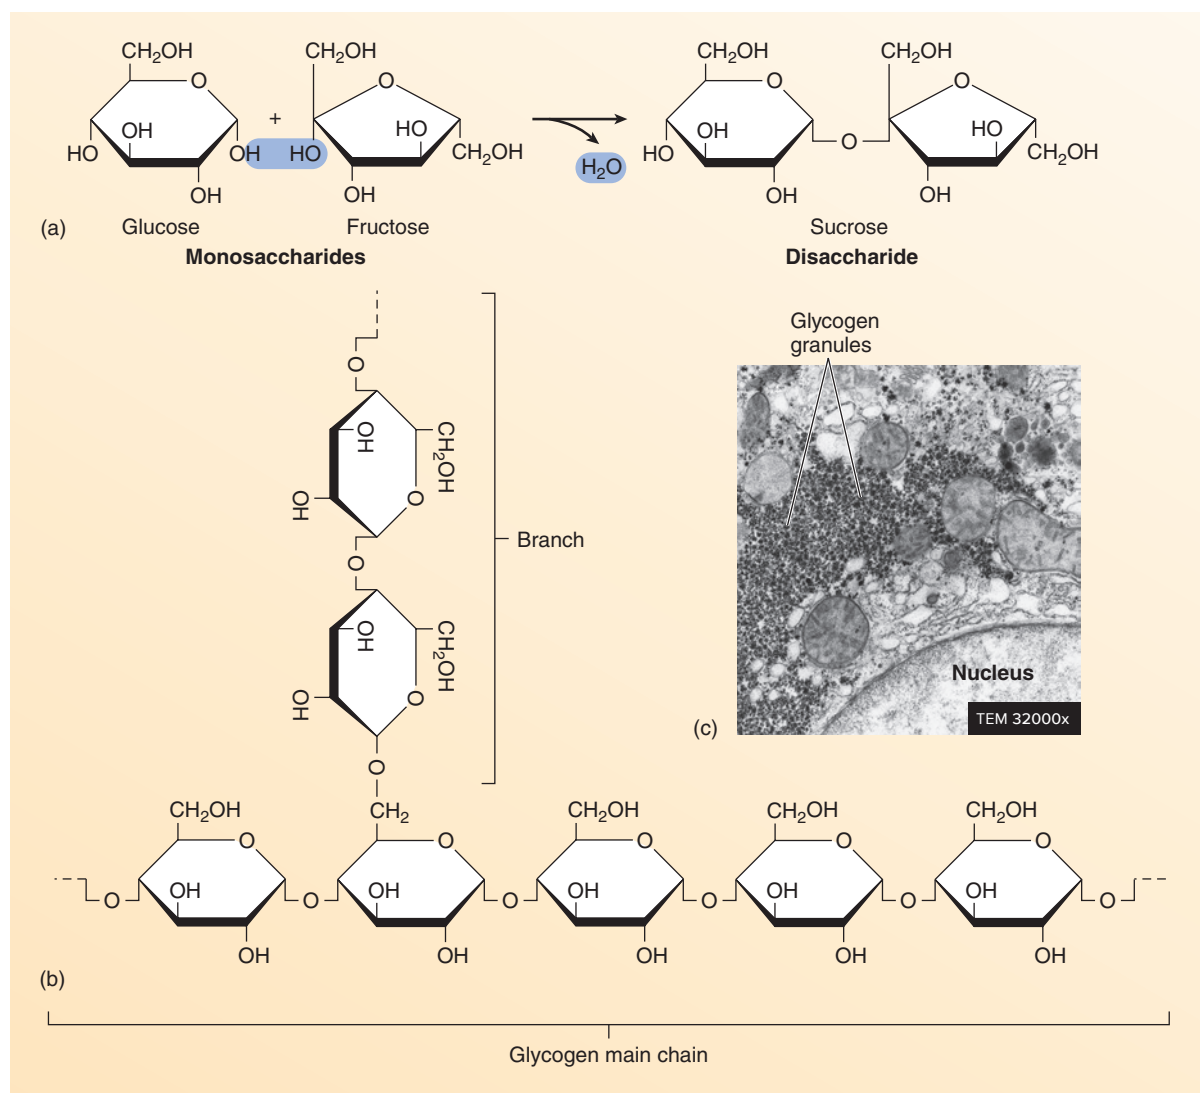 CH₂OH CH₂OH CH₂OH CH₂OH
O O O O
+
OH HO OH HO
HO OH HO CH₂OH H₂O HO O CH₂OH
OH OH OH OH
(a) Glucose Fructose Sucrose
Monosaccharides Disaccharide
O
OH CH₂OH
HO O
O
OH CH₂OH
HO O
O
Branch
Glycogen
granules
Nucleus
(c) TEM 32000x
CH₂OH CH₂ CH₂OH CH₂OH CH₂OH
O O O O O
OH OH OH OH OH
O O O O O O
OH OH OH OH OH
(b)
Glycogen main chain